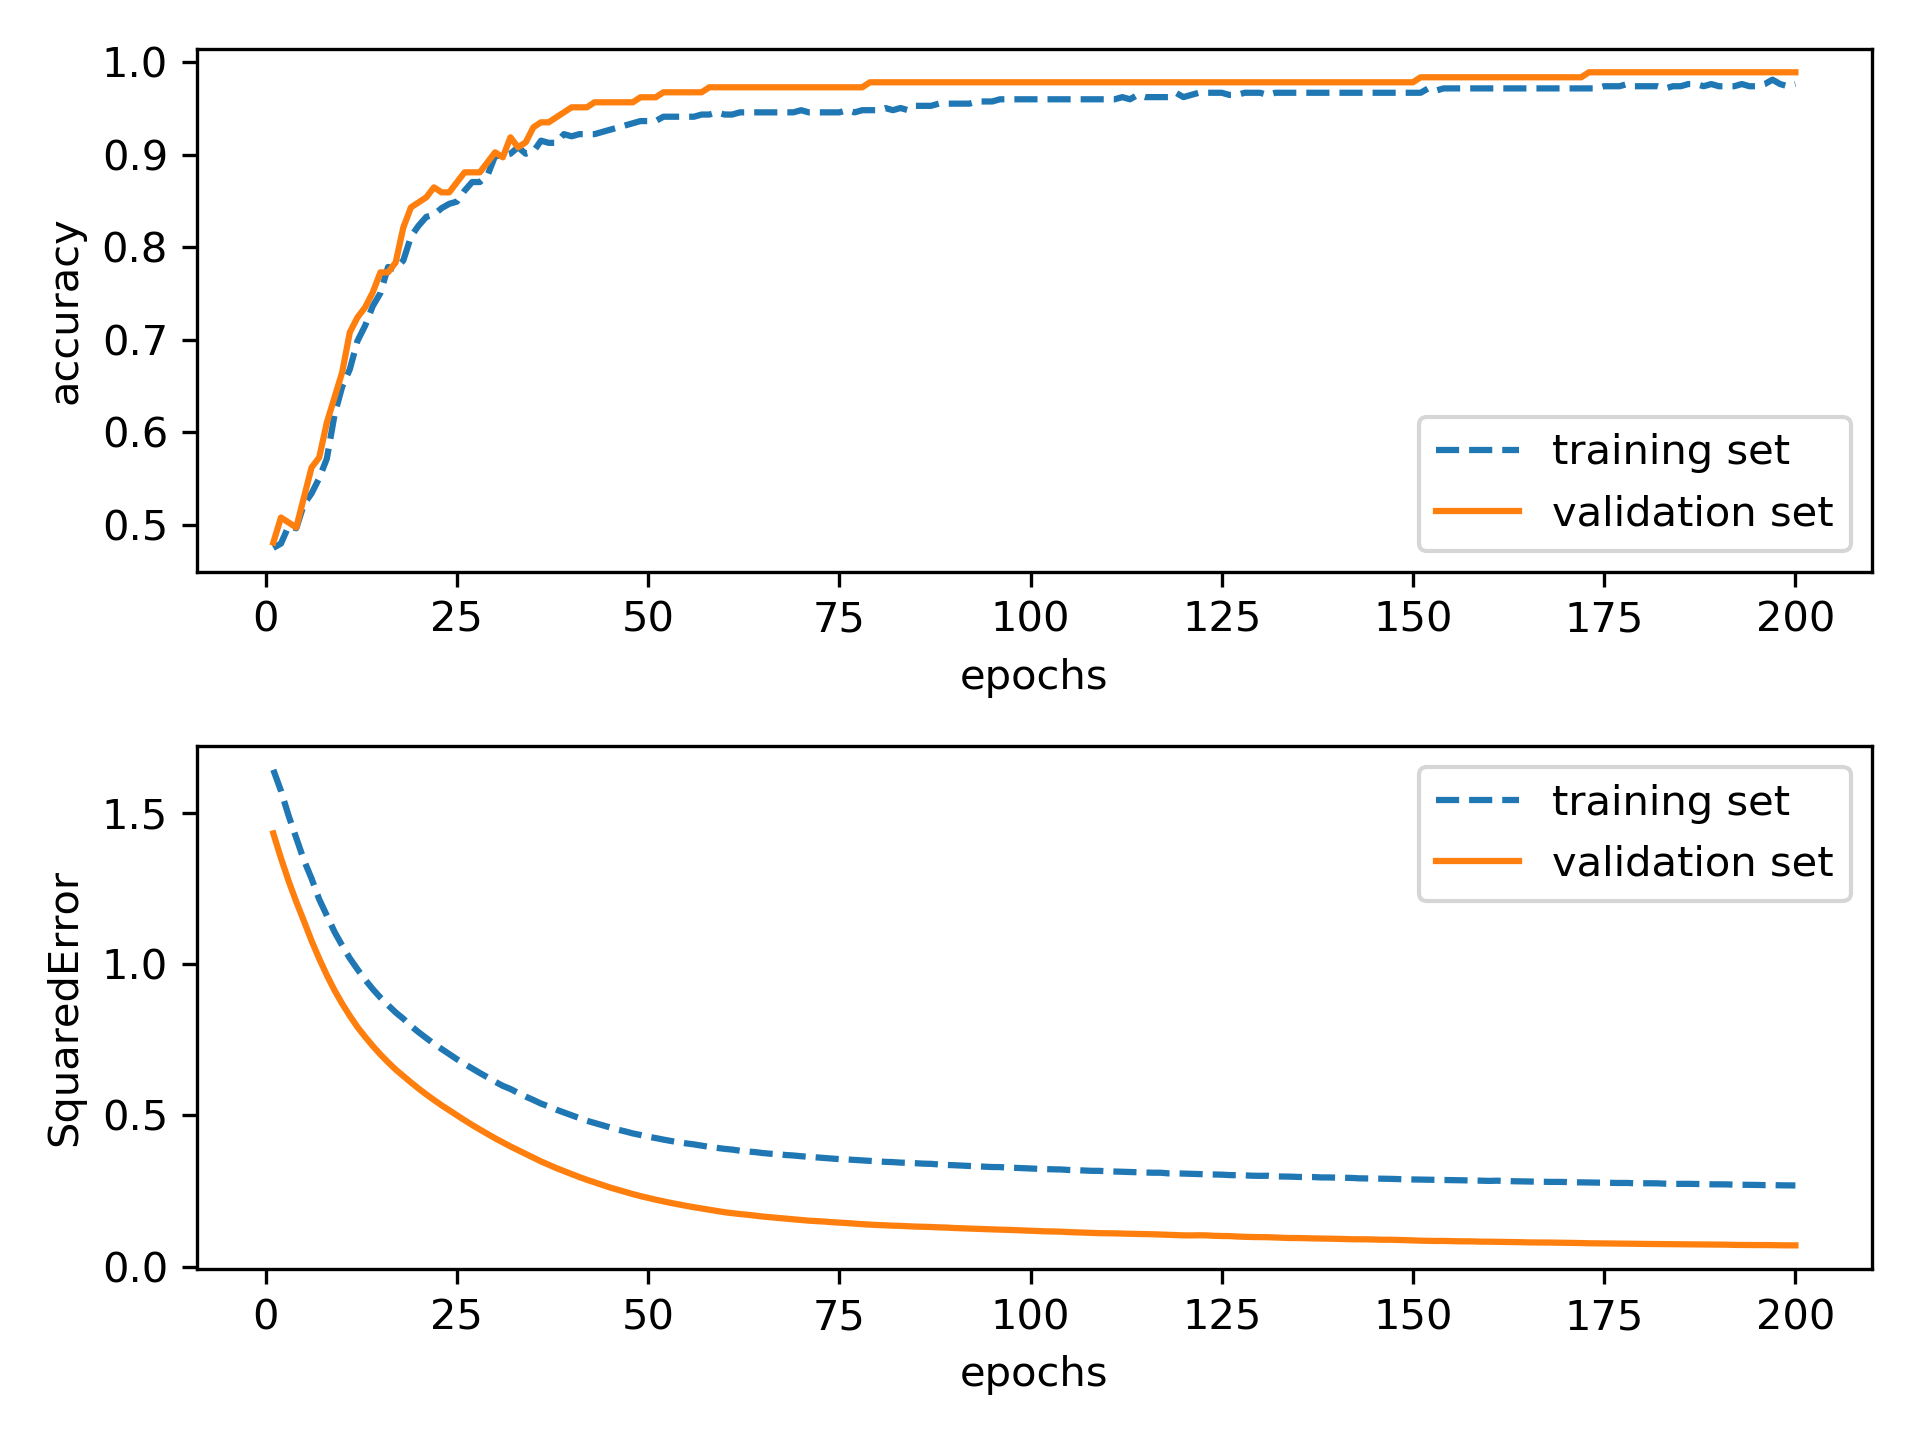 1.0
0.9
0.8
0.7
0.6
0.5
accuracy
training set
validation set
0 25 50 75 100 125 150 175 200
epochs
1.5
1.0
0.5
0.0
SquaredError
training set
validation set
0 25 50 75 100 125 150 175 200
epochs